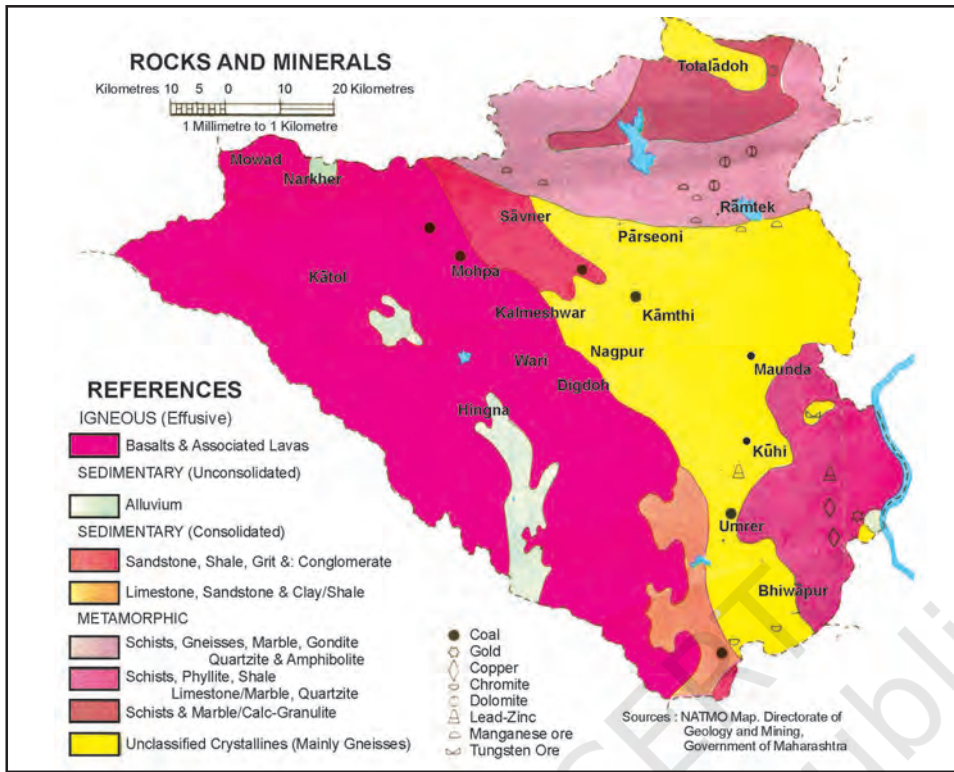 ROCKS AND MINERALS
Kilometres 10 5 0 10 20 Kilometres
1 Millimetre to 1 Kilometre
Totalādoh
Mowad
Narkher
Rāmtek
Sāvner
Pārseoni
Kātol
Mohpa
Kalmeshwar
Kāmthi
Nagpur
Wari
Maunda
Digdoh
Hingna
Kūhi
Umrer
Bhiwāpur
REFERENCES
IGNEOUS (Effusive)
Basalts & Associated Lavas
SEDIMENTARY (Unconsolidated)
Alluvium
SEDIMENTARY (Consolidated)
Sandstone, Shale, Grit &: Conglomerate
Limestone, Sandstone & Clay/Shale
METAMORPHIC
Schists, Gneisses, Marble, Gondite
Quartzite & Amphibolite
Schists, Phyllite, Shale
Limestone/Marble, Quartzite
Schists & Marble/Calc-Granulite
Unclassified Crystallines (Mainly Gneisses)
Coal
Gold
Copper
Chromite
Dolomite
Lead-Zinc
Manganese ore
Tungsten Ore
Sources : NATMO Map. Directorate of
Geology and Mining,
Government of Maharashtra